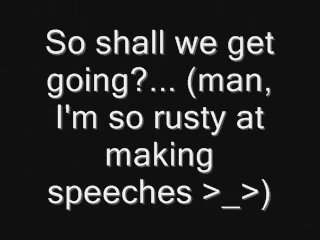 So shall we get
going?... (man,
I'm so rusty at
making
speeches >_>)